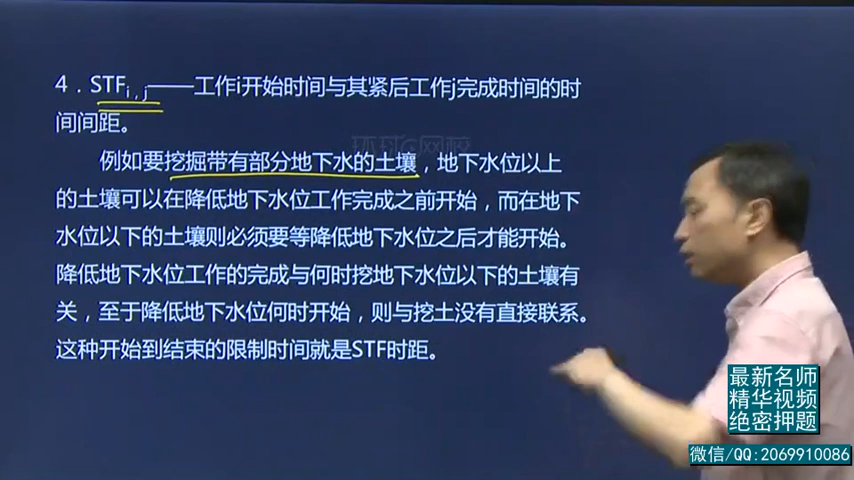 4．STFi，j——工作i开始时间与其紧后工作j完成时间的时
间间距。
环球网校
例如要挖掘带有部分地下水的土壤，地下水位以上
的土壤可以在降低地下水位工作完成之前开始，而在地下
水位以下的土壤则必须要等降低地下水位之后才能开始。
降低地下水位工作的完成与何时挖地下水位以下的土壤有
关，至于降低地下水位何时开始，则与挖土没有直接联系。
这种开始到结束的限制时间就是STF时距。
最新名师
精华视频
绝密押题
微信/QQ:2069910086